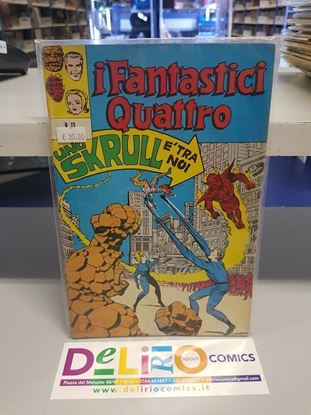 i Fantastici
Quattro
€ 20,00
UNO
SKRULL
E' TRA
NOI
DELIRIO
ABOUT
COMICS
www.deliriocomics.it